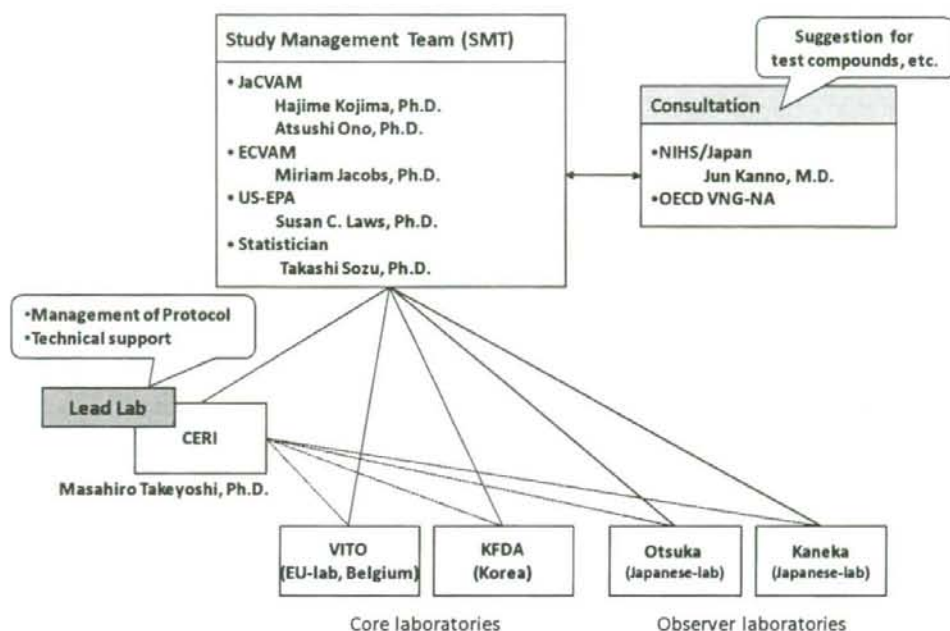 Study Management Team (SMT)
• JaCVAM
Hajime Kojima, Ph.D.
Atsushi Ono, Ph.D.
• ECVAM
Miriam Jacobs, Ph.D.
• US-EPA
Susan C. Laws, Ph.D.
• Statistician
Takashi Sozu, Ph.D.
Suggestion for
test compounds, etc.
Consultation
•NIHS/Japan
Jun Kanno, M.D.
•OECD VNG-NA
•Management of Protocol
•Technical support
Lead Lab
CERI
Masahiro Takeyoshi, Ph.D.
VITO
(EU-lab, Belgium)
KFDA
(Korea)
Otsuka
(Japanese-lab)
Kaneka
(Japanese-lab)
Core laboratories
Observer laboratories